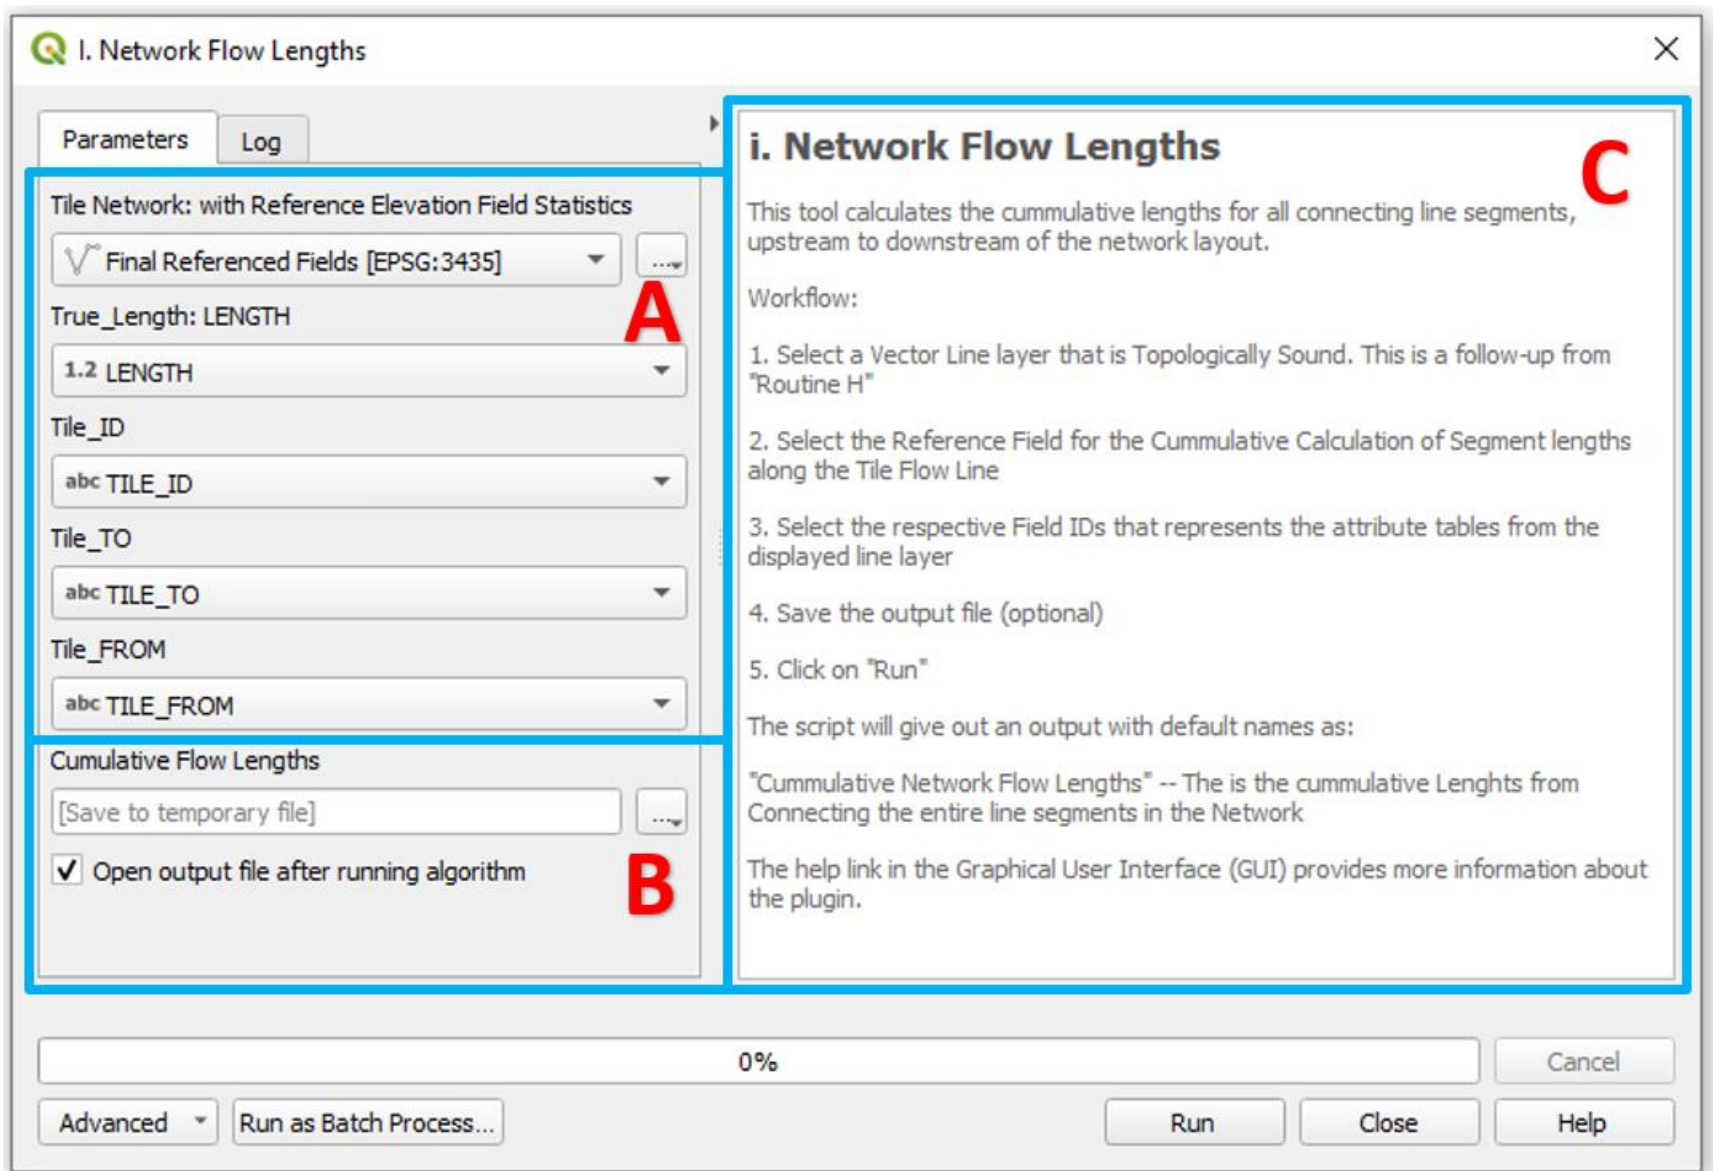 I. Network Flow Lengths
Parameters
Log
Tile Network: with Reference Elevation Field Statistics
Final Referenced Fields [EPSG:3435]
...
A
True_Length: LENGTH
1.2 LENGTH
Tile_ID
abc TILE_ID
Tile_TO
abc TILE_TO
Tile_FROM
abc TILE_FROM
Cumulative Flow Lengths
[Save to temporary file]
...
Open output file after running algorithm
B
i. Network Flow Lengths
C
This tool calculates the cummulative lengths for all connecting line segments,
upstream to downstream of the network layout.
Workflow:
1. Select a Vector Line layer that is Topologically Sound. This is a follow-up from
"Routine H"
2. Select the Reference Field for the Cummulative Calculation of Segment lengths
along the Tile Flow Line
3. Select the respective Field IDs that represents the attribute tables from the
displayed line layer
4. Save the output file (optional)
5. Click on "Run"
The script will give out an output with default names as:
"Cummulative Network Flow Lengths" -- The is the cummulative Lenghts from
Connecting the entire line segments in the Network
The help link in the Graphical User Interface (GUI) provides more information about
the plugin.
0%
Cancel
Advanced
Run as Batch Process...
Run
Close
Help